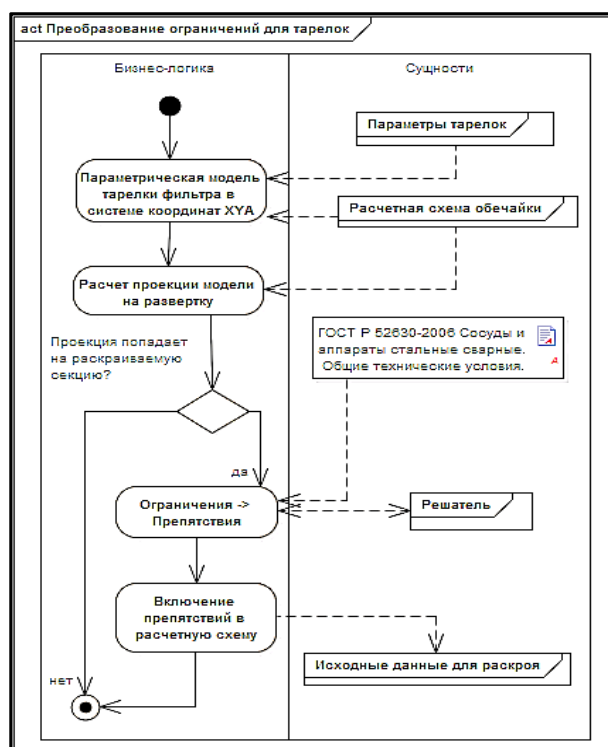 act Преобразование ограничений для тарелок
Бизнес-логика
Сущности
Параметры тарелок
Параметрическая модель
тарелки фильтра в
системе координат XYA
Расчетная схема обечайки
Расчет проекции модели
на развертку
ГОСТ Р 52630-2006 Сосуды и
аппараты стальные сварные.
Общие технические условия.
Проекция попадает
на раскраиваемую
секцию?
да
Ограничения ->
Препятствия
Решатель
Включение
препятствий в
расчетную схему
Исходные данные для раскроя
нет